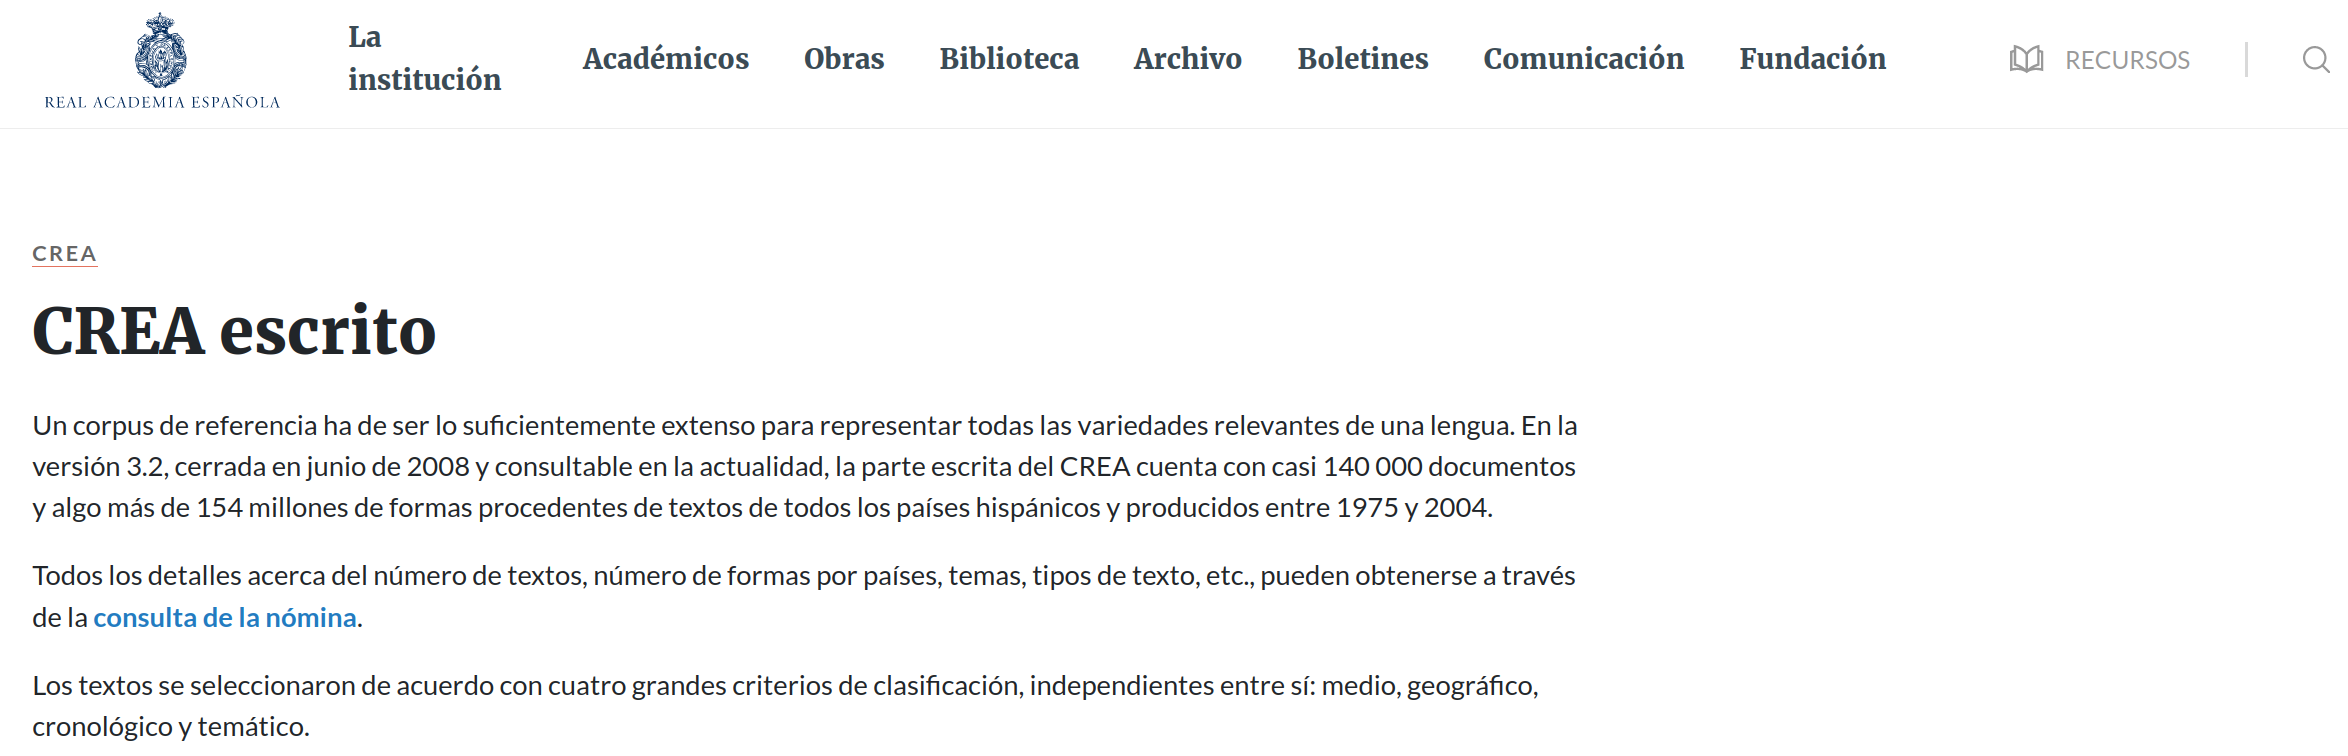 REAL ACADEMIA ESPAÑOLA
La
institución
Académicos
Obras
Biblioteca
Archivo
Boletines
Comunicación
Fundación
RECURSOS
CREA
CREA escrito
Un corpus de referencia ha de ser lo suficientemente extenso para representar todas las variedades relevantes de una lengua. En la
versión 3.2, cerrada en junio de 2008 y consultable en la actualidad, la parte escrita del CREA cuenta con casi 140 000 documentos
y algo más de 154 millones de formas procedentes de textos de todos los países hispánicos y producidos entre 1975 y 2004.
Todos los detalles acerca del número de textos, número de formas por países, temas, tipos de texto, etc., pueden obtenerse a través
de la consulta de la nómina.
Los textos se seleccionaron de acuerdo con cuatro grandes criterios de clasificación, independientes entre sí: medio, geográfico,
cronológico y temático.